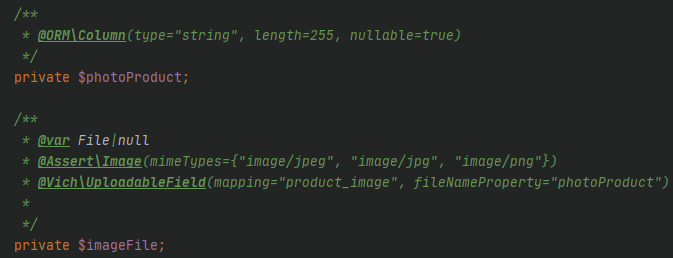 /**
 * @ORM\Column(type="string", length=255, nullable=true)
 */
private $photoProduct;
/**
 * @var File|null
 * @Assert\Image(mimeTypes={"image/jpeg", "image/jpg", "image/png"})
 * @Vich\UploadableField(mapping="product_image", fileNameProperty="photoProduct")
 *
 */
private $imageFile;